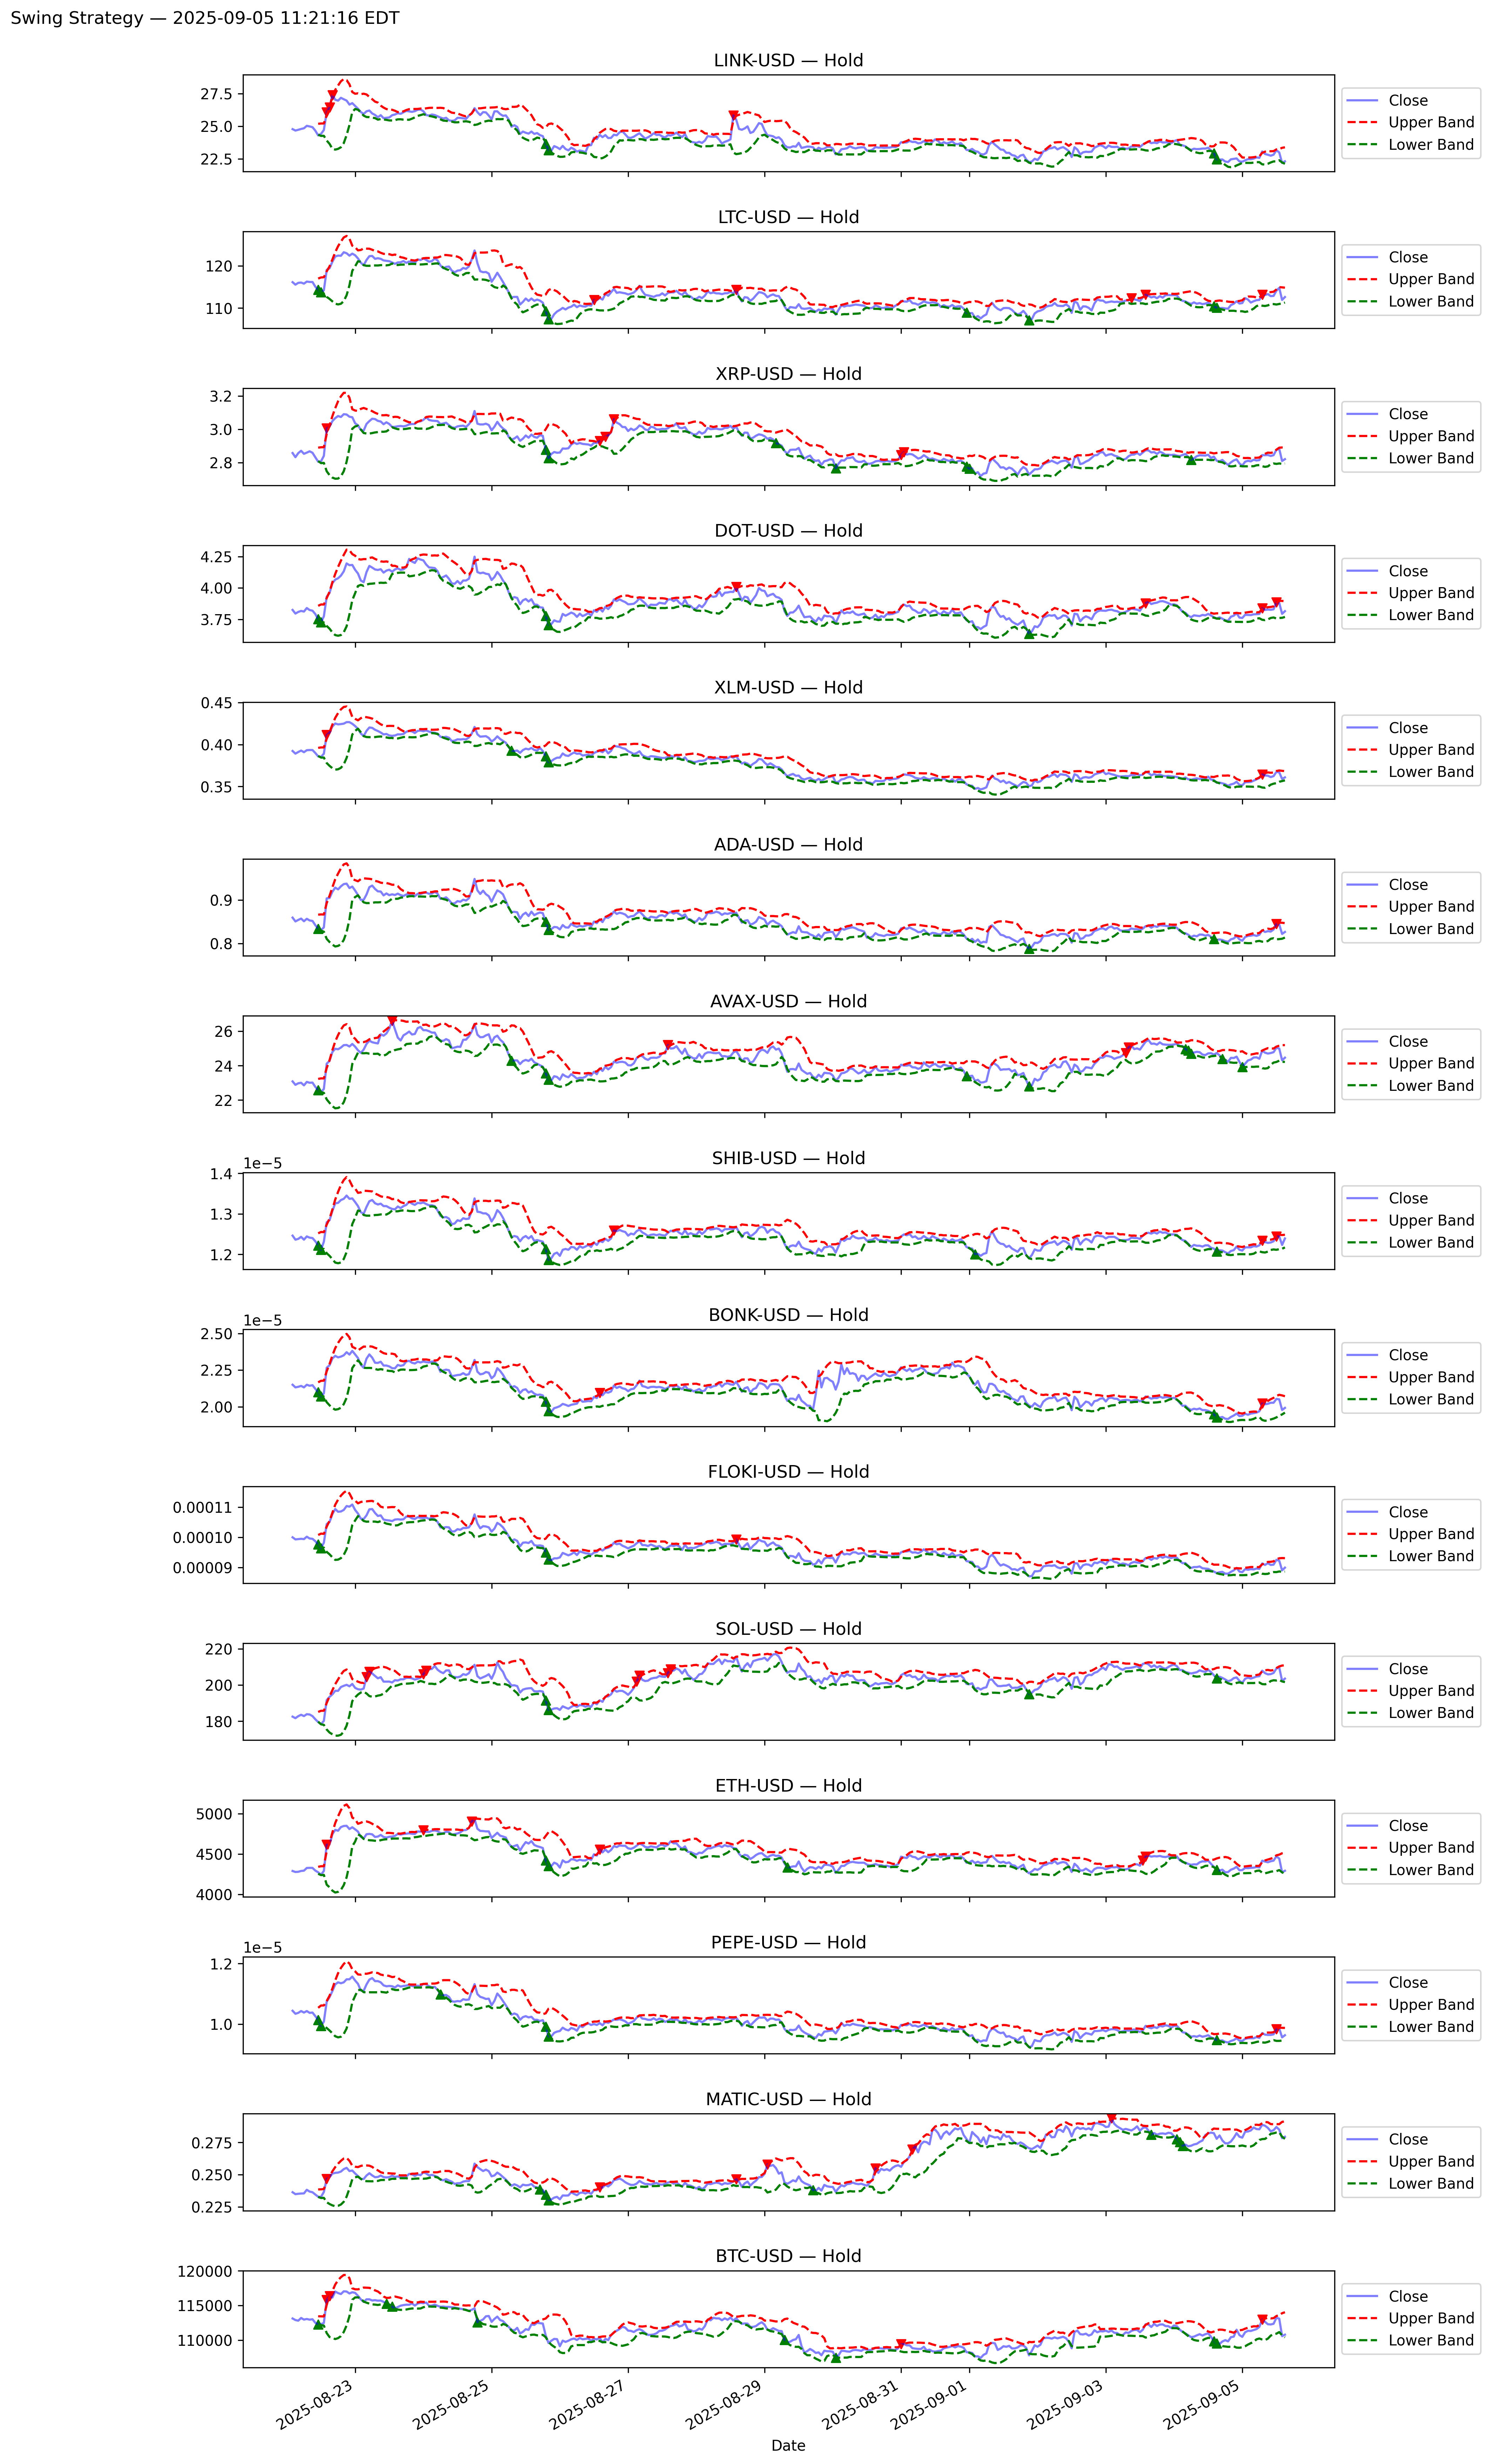 Swing Strategy — 2025-09-05 11:21:16 EDT
LINK-USD — Hold
27.5
25.0
22.5
Close
Upper Band
Lower Band
LTC-USD — Hold
120
110
Close
Upper Band
Lower Band
XRP-USD — Hold
3.2
3.0
2.8
Close
Upper Band
Lower Band
DOT-USD — Hold
4.25
4.00
3.75
Close
Upper Band
Lower Band
XLM-USD — Hold
0.45
0.40
0.35
Close
Upper Band
Lower Band
ADA-USD — Hold
0.9
0.8
Close
Upper Band
Lower Band
AVAX-USD — Hold
26
24
22
Close
Upper Band
Lower Band
SHIB-USD — Hold
1e−5
1.4
1.3
1.2
Close
Upper Band
Lower Band
BONK-USD — Hold
1e−5
2.50
2.25
2.00
Close
Upper Band
Lower Band
FLOKI-USD — Hold
0.00011
0.00010
0.00009
Close
Upper Band
Lower Band
SOL-USD — Hold
220
200
180
Close
Upper Band
Lower Band
ETH-USD — Hold
5000
4500
4000
Close
Upper Band
Lower Band
PEPE-USD — Hold
1e−5
1.2
1.0
Close
Upper Band
Lower Band
MATIC-USD — Hold
0.275
0.250
0.225
Close
Upper Band
Lower Band
BTC-USD — Hold
120000
115000
110000
Close
Upper Band
Lower Band
2025-08-23
2025-08-25
2025-08-27
2025-08-29
2025-08-31
2025-09-01
2025-09-03
2025-09-05
Date